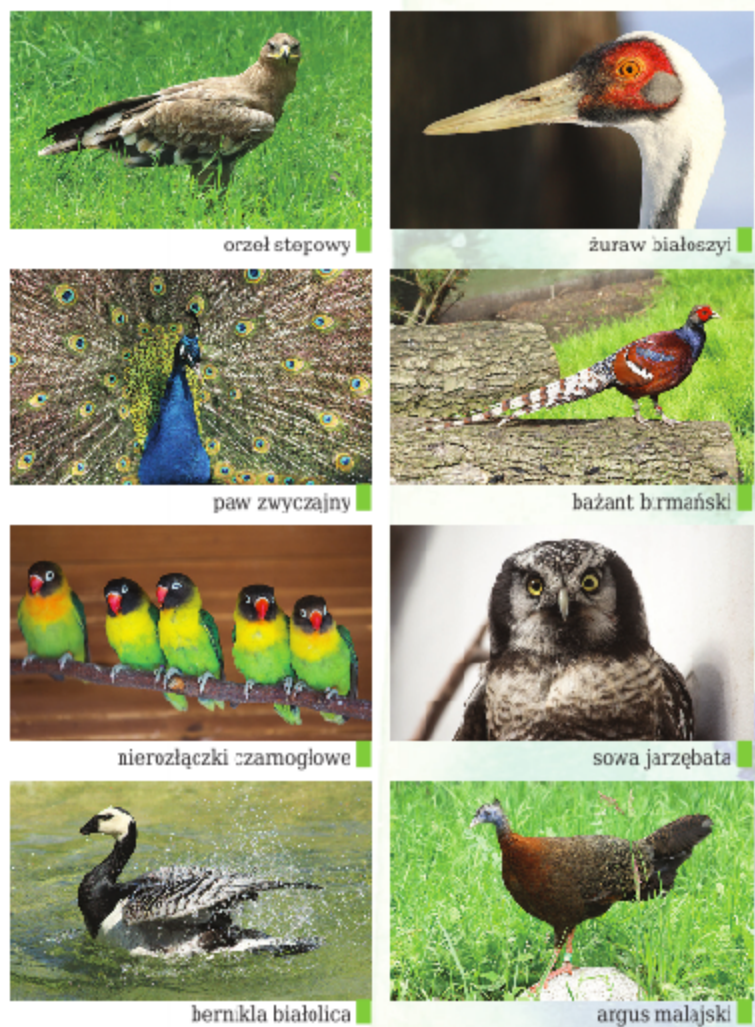 orzeł stepowy
żuraw białoszyi
paw zwyczajny
bażant birmański
nierozłączki czarnogłowe
sowa jarzębata
bernikla białolica
argus malajski